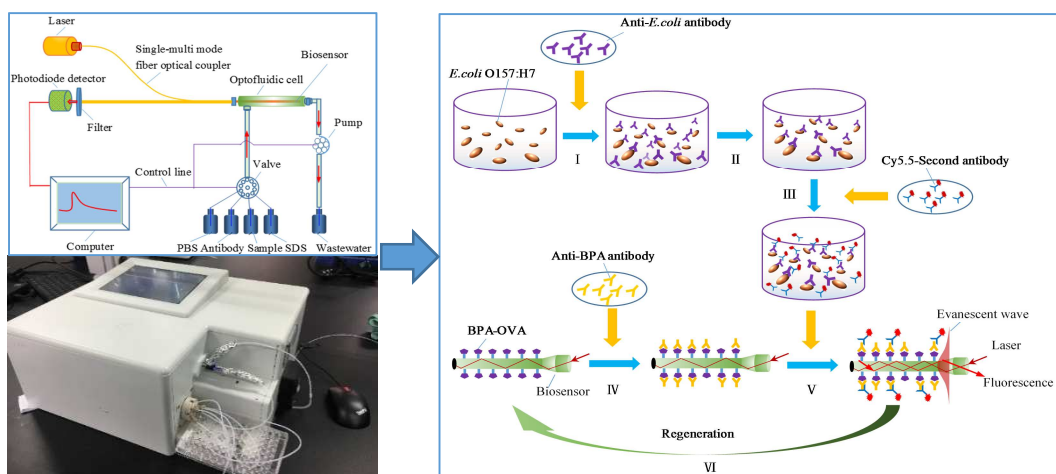 Laser
Single-multi mode
fiber optical coupler
Biosensor
Optofluidic cell
Photodiode detector
Filter
Pump
Valve
Control line
Computer
PBS Antibody Sample SDS
Wastewater
Anti-E.coli antibody
E.coli O157:H7
I
II
Cy5.5-Second antibody
III
Anti-BPA antibody
BPA-OVA
Evanescent wave
Laser
Biosensor
IV
V
Fluorescence
Regeneration
VI